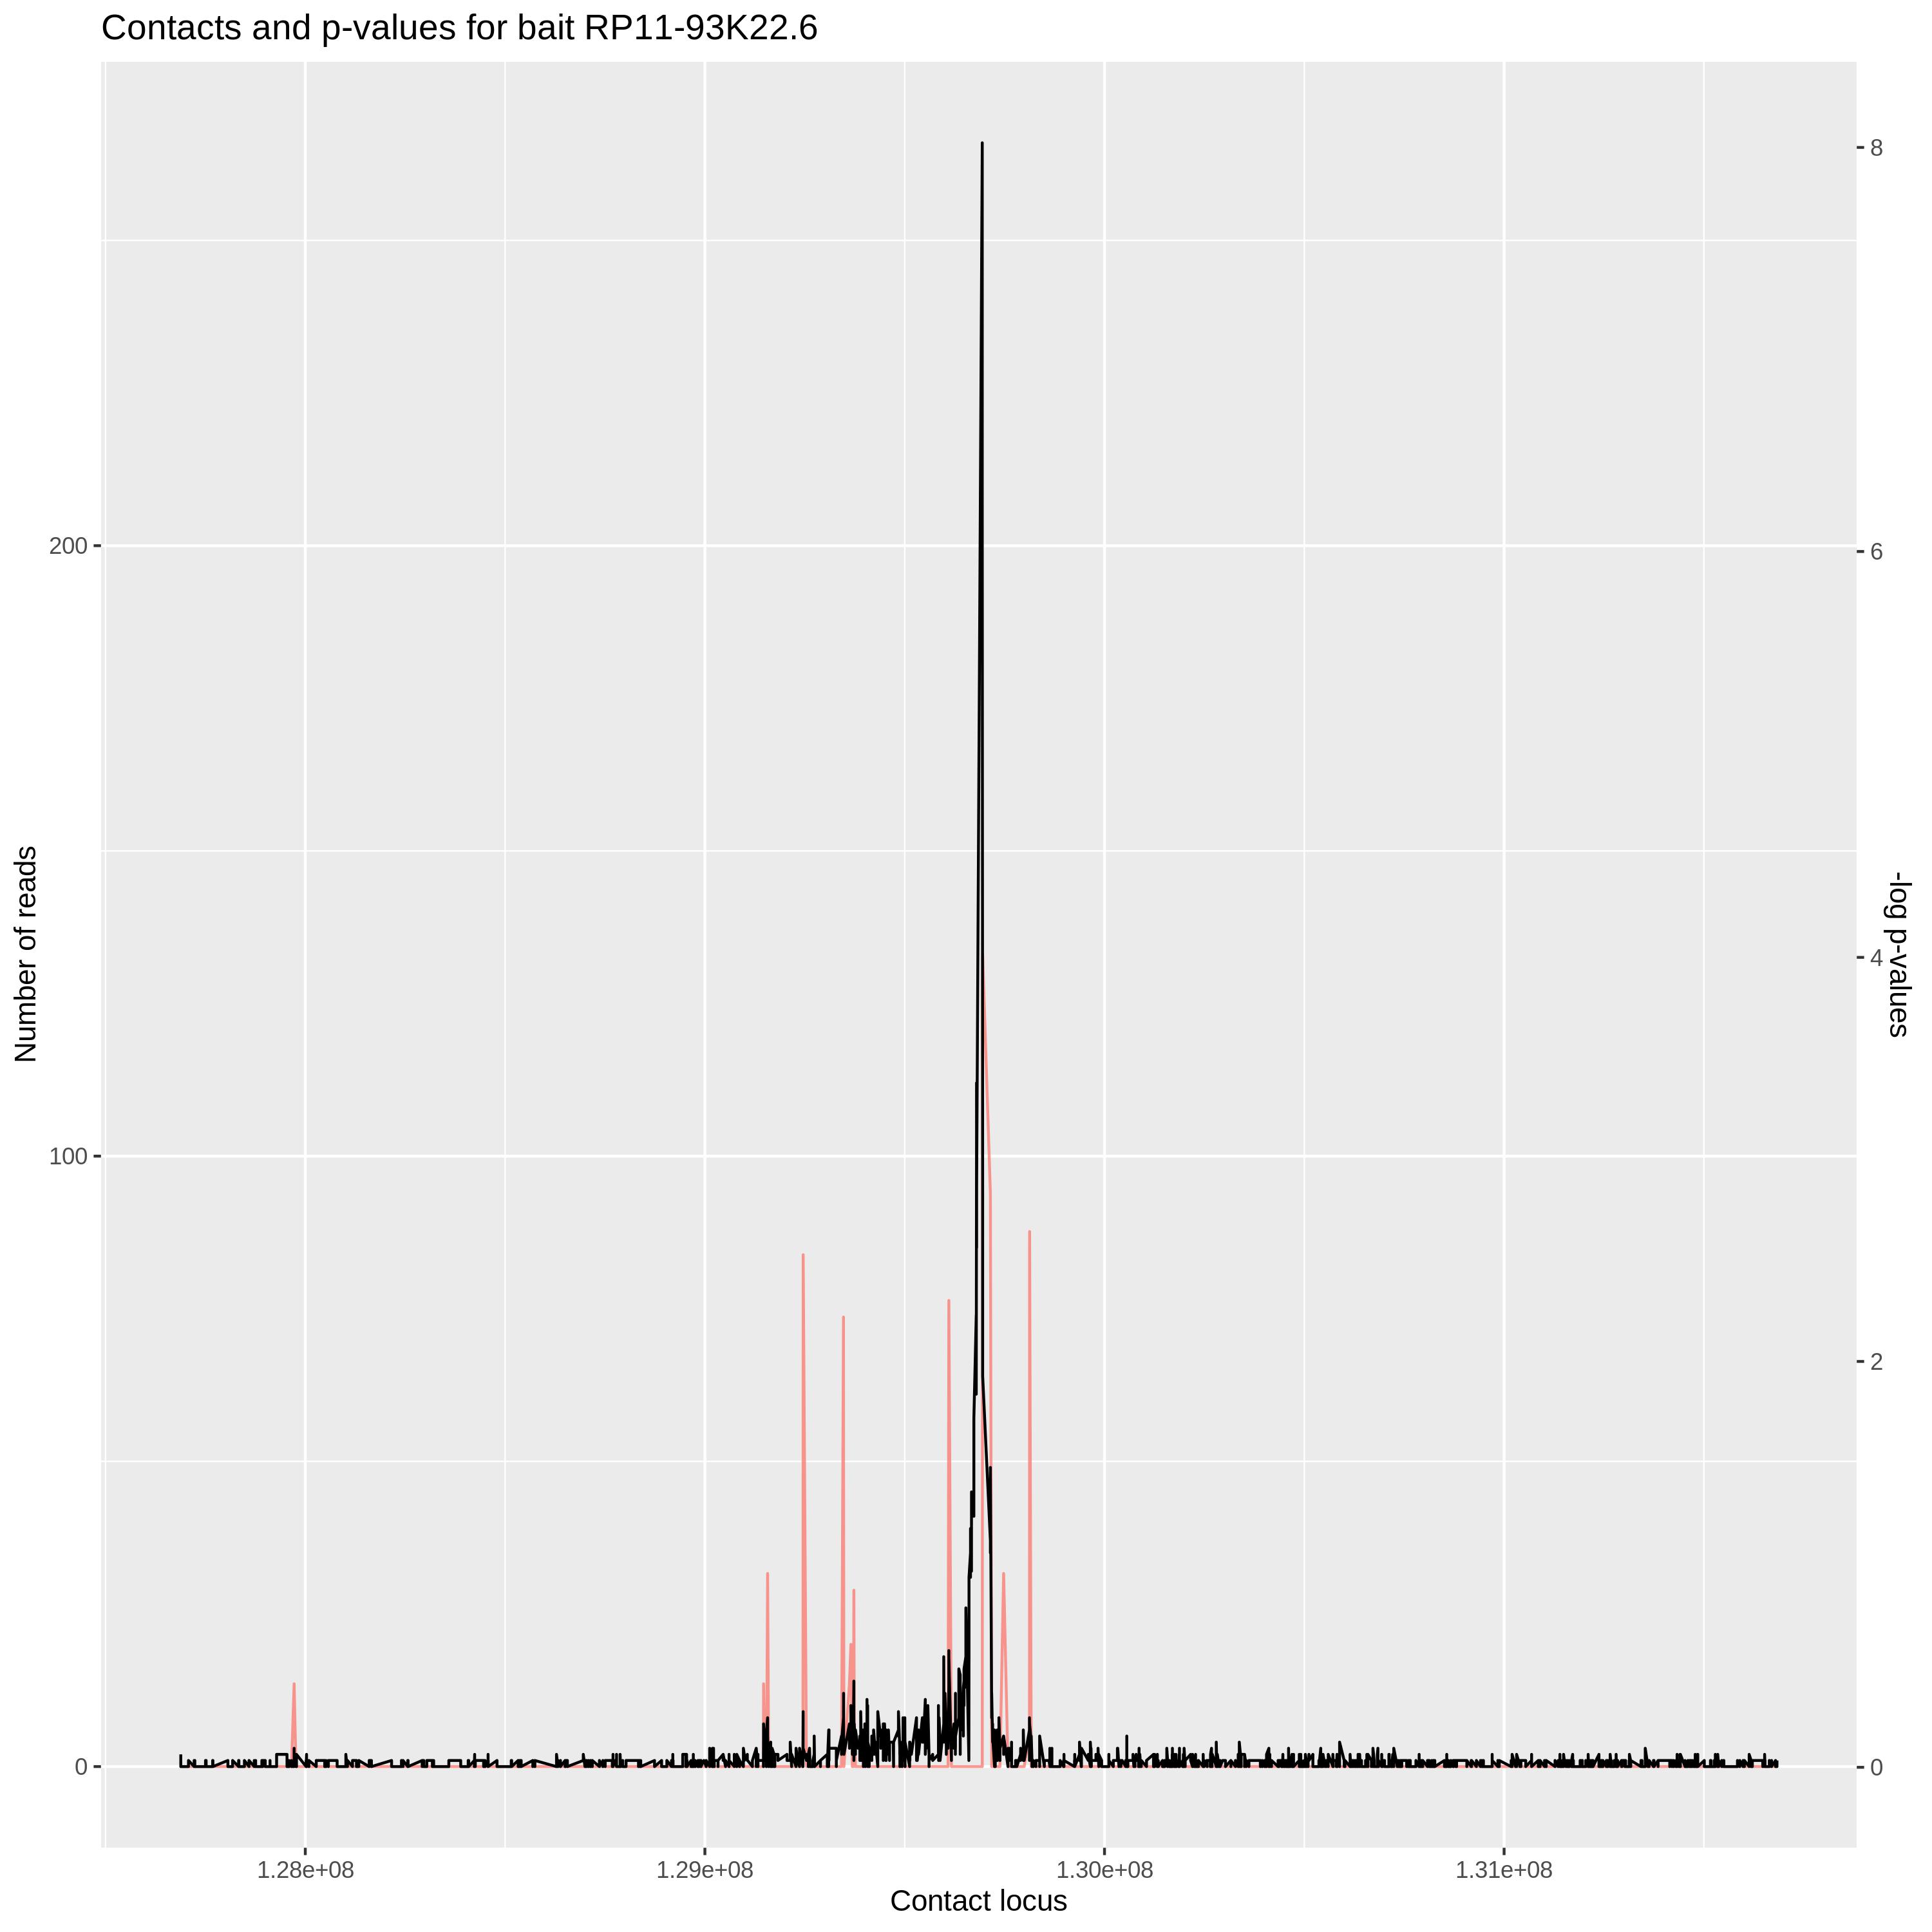 Contacts and p-values for bait RP11-93K22.6
Number of reads
200
100
0
8
6
4
2
0
-log p-values
1.28e+08
1.29e+08
1.30e+08
1.31e+08
Contact locus